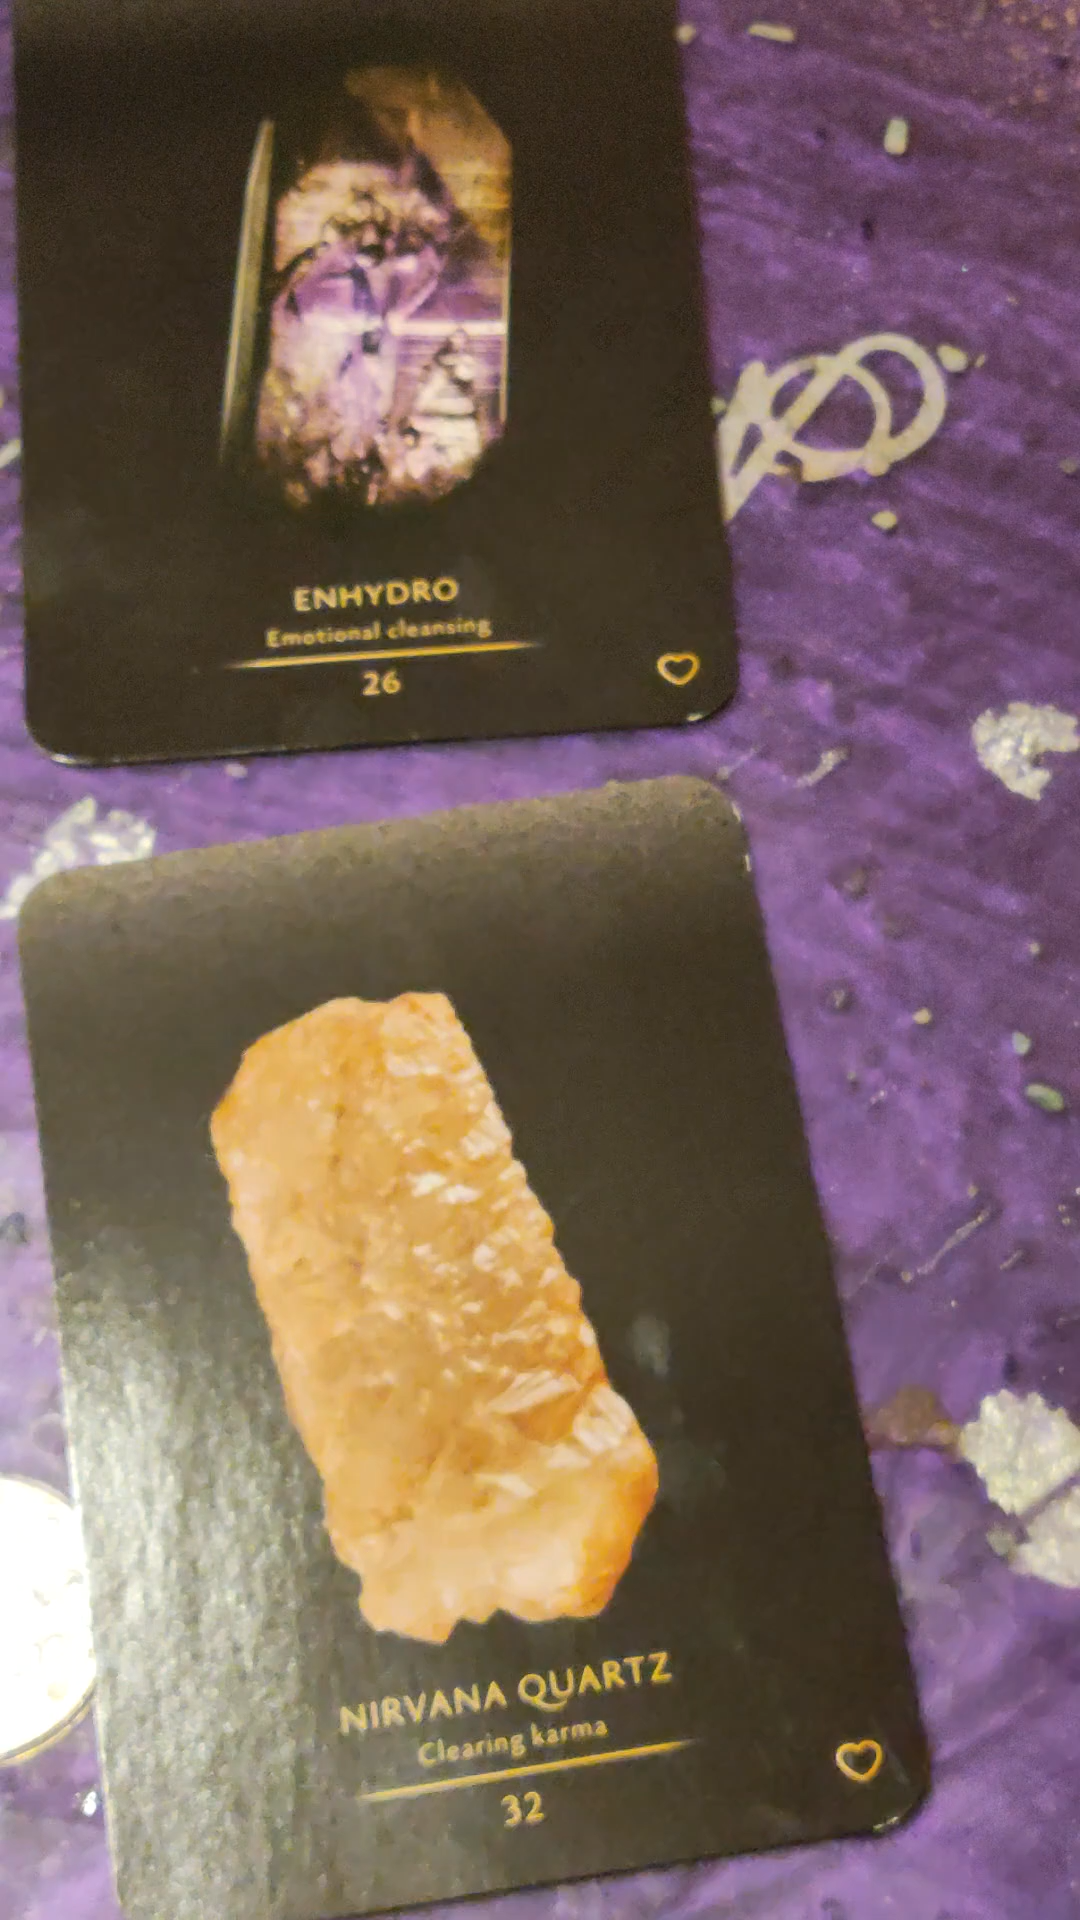 ENHYDRO
Emotional cleansing
26
NIRVANA QUARTZ
Clearing karma
32